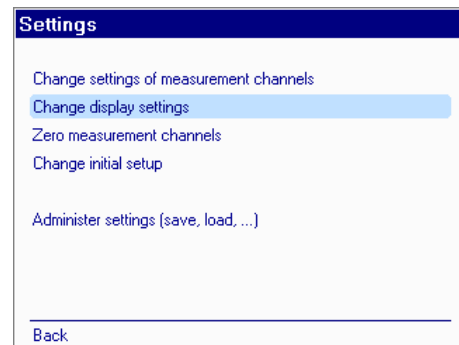 Settings
Change settings of measurement channels
Change display settings
Zero measurement channels
Change initial setup
Administer settings (save, load, ...)
Back